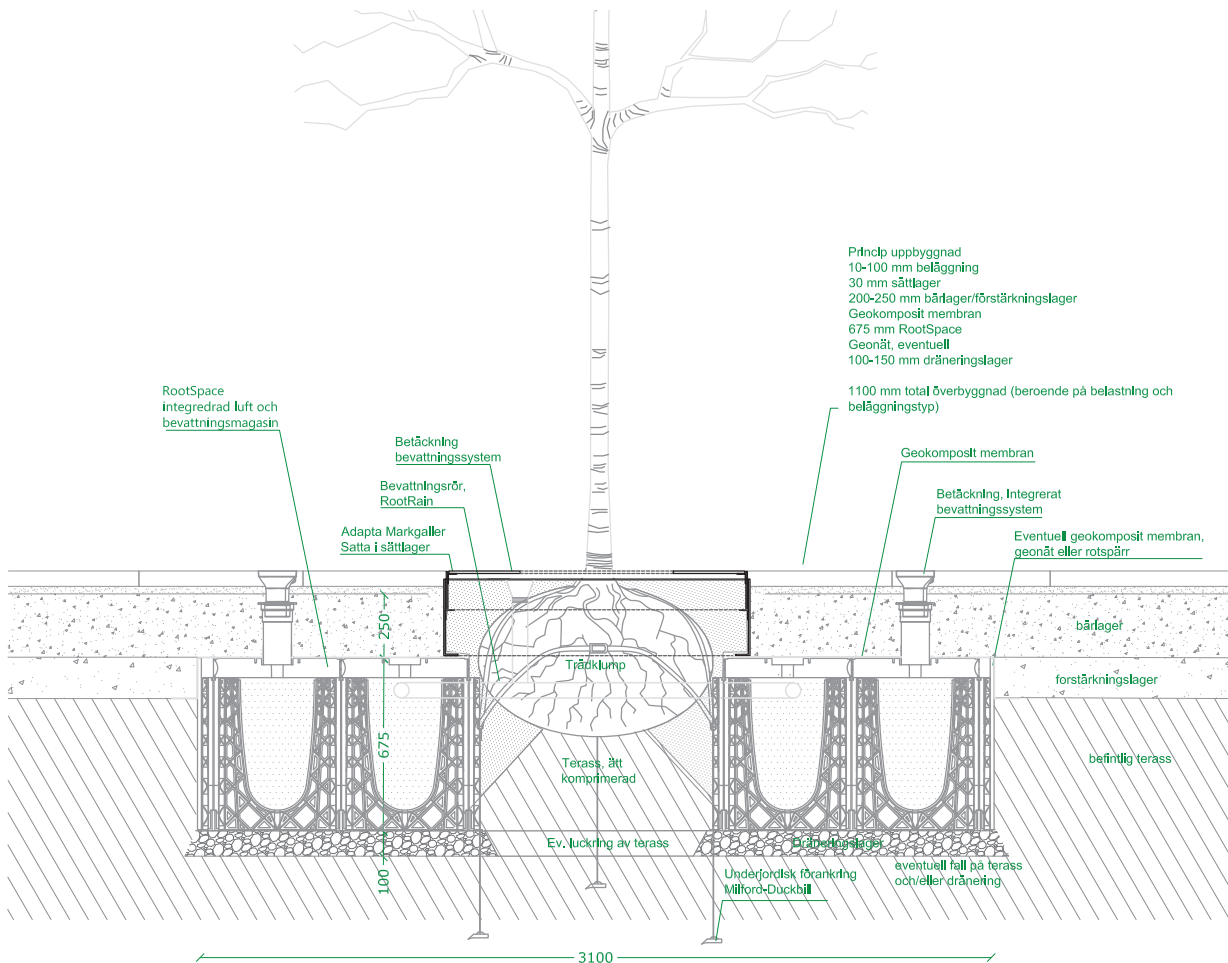 Princip uppbyggnad
10-100 mm beläggning
30 mm sättlager
200-250 mm bärlager/förstärkningslager
Geokomposit membran
675 mm RootSpace
Geonät, eventuell
100-150 mm dräneringslager
1100 mm total överbyggnad (beroende på belastning och
beläggningstyp)
RootSpace
integredrad luft och
bevattningsmagasin
Betäckning
bevattningssystem
Geokomposit membran
Bevattningsrör,
RootRain
Betäckning, integrerat
bevattningssystem
Adapta Markgaller
Satta i sättlager
Eventuell geokomposit membran,
geonät eller rotspärr
250
bärlager
Trädklump
forstärkningslager
675
Terass, ätt
komprimerad
befintlig terass
Ev. luckring av terass
Dräneringslager
100
eventuell fall på terass
och/eller dränering
Underjordisk förankring
Milford-Duckbill
3100